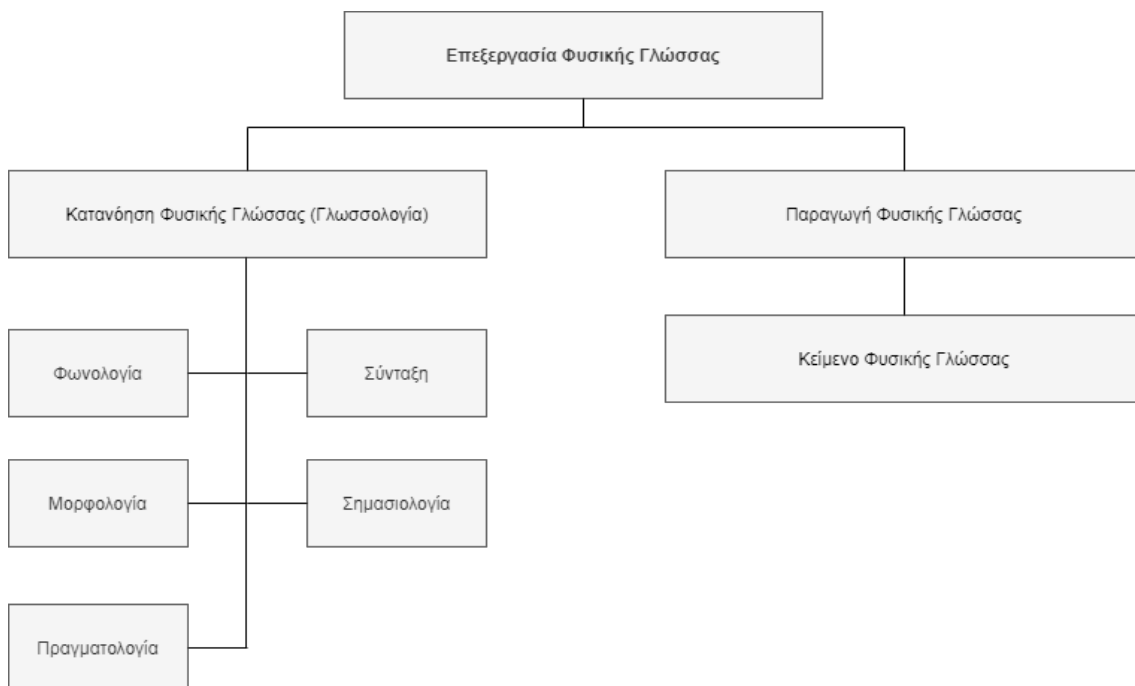 Επεξεργασία Φυσικής Γλώσσας
Κατανόηση Φυσικής Γλώσσας (Γλωσσολογία)
Παραγωγή Φυσικής Γλώσσας
Φωνολογία
Σύνταξη
Κείμενο Φυσικής Γλώσσας
Μορφολογία
Σημασιολογία
Πραγματολογία